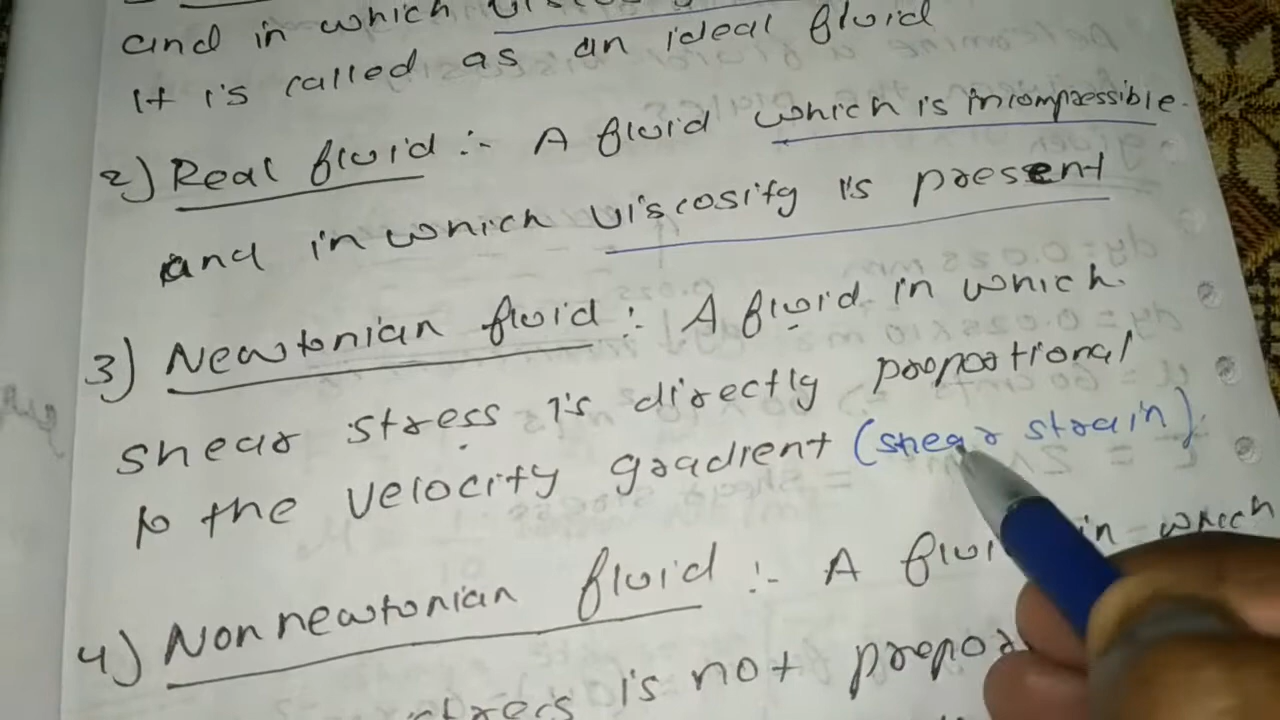 and in which
It is called as an ideal fluid
2) Real fluid :- A fluid which is incompressible.
and in which viscosity is present
3) Newtonian fluid :- A fluid in which.
shear stress is directly proportional
to the velocity gradient (shear strain).
4) Non newtonian fluid :- A in which
is not